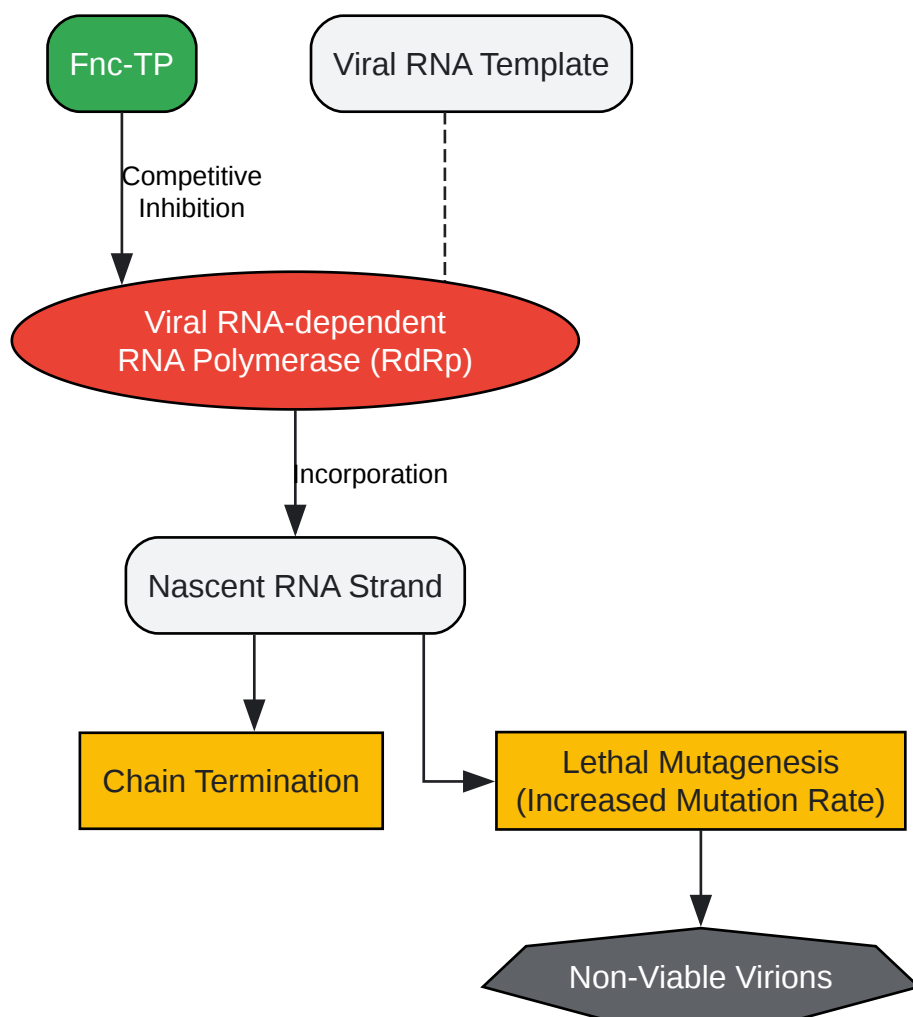 Fnc-TP
Viral RNA Template
Competitive
Inhibition
Viral RNA-dependent
RNA Polymerase (RdRp)
Incorporation
Nascent RNA Strand
Chain Termination
Lethal Mutagenesis
(Increased Mutation Rate)
Non-Viable Virions